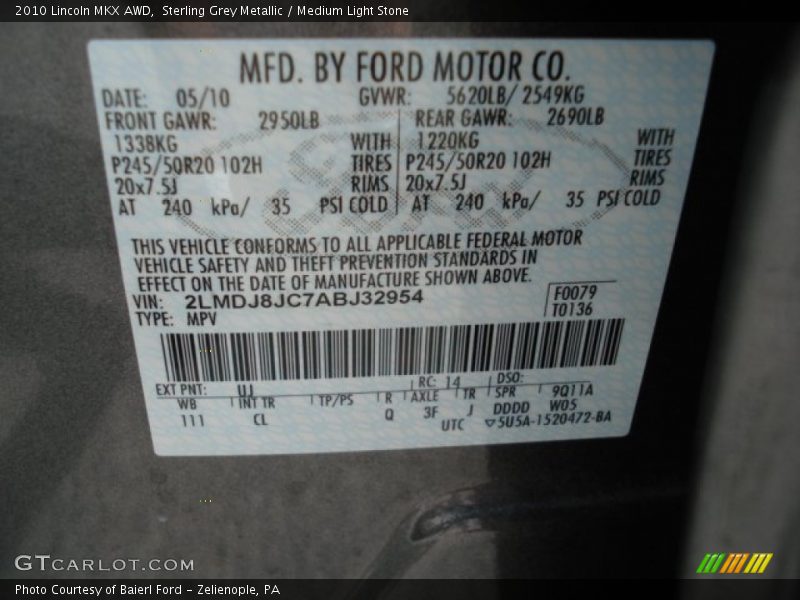 2010 Lincoln MKX AWD, Sterling Grey Metallic / Medium Light Stone
MFD. BY FORD MOTOR CO.
DATE: 05/10 GVWR: 5620LB/ 2549KG
FRONT GAWR: 2950LB REAR GAWR: 2690LB
1338KG WITH 1220KG WITH
P245/50R20 102H TIRES P245/50R20 102H TIRES
20x7.5J RIMS 20x7.5J RIMS
AT 240 kPa/ 35 PSI COLD AT 240 kPa/ 35 PSI COLD
THIS VEHICLE CONFORMS TO ALL APPLICABLE FEDERAL MOTOR
VEHICLE SAFETY AND THEFT PREVENTION STANDARDS IN
EFFECT ON THE DATE OF MANUFACTURE SHOWN ABOVE.
VIN: 2LMDJ8JC7ABJ32954 F0079
TYPE: MPV T0136
EXT PNT: UJ RC: 14 DSO:
WB INT TR TP/PS R AXLE TR SPR 9Q11A
111 CL Q 3F J DDDD W05
UTC ▽5U5A-1520472-BA
GTCARLOT.COM
Photo Courtesy of Baierl Ford - Zelienople, PA